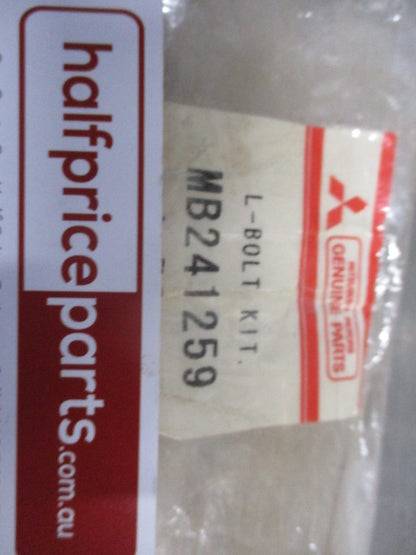 halfpriceparts.com.au
GENUINE PARTS
L-BOLT KIT.
MB241259